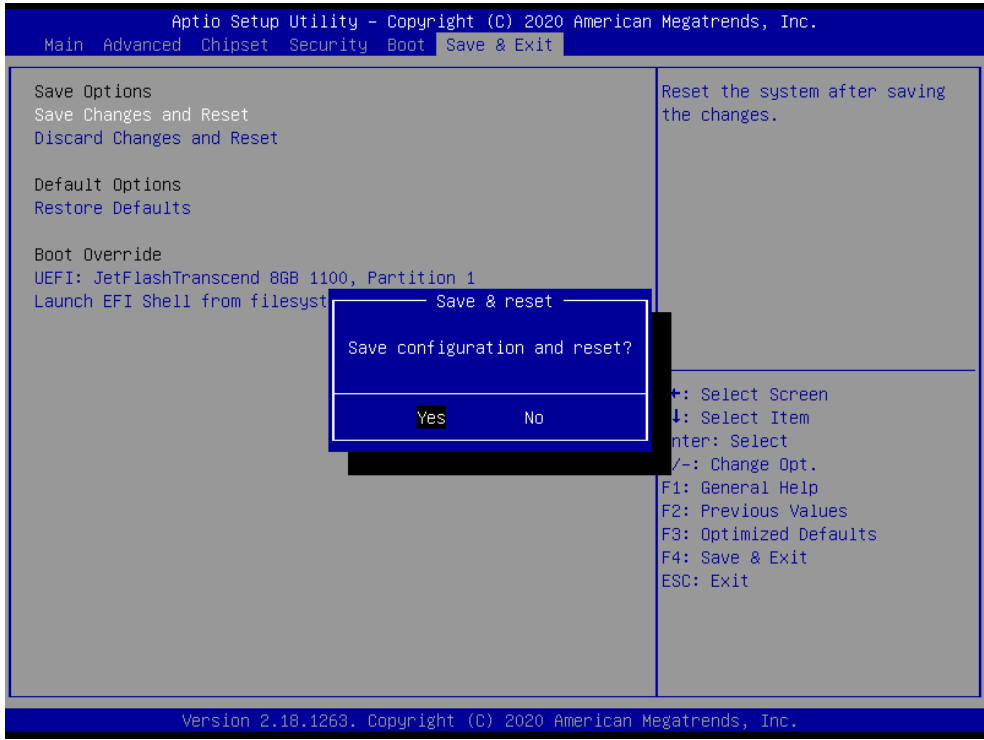 Aptio Setup Utility – Copyright (C) 2020 American Megatrends, Inc.
Main Advanced Chipset Security Boot Save & Exit
Save Options
Save Changes and Reset
Discard Changes and Reset
Default Options
Restore Defaults
Boot Override
UEFI: JetFlashTranscend 8GB 1100, Partition 1
Launch EFI Shell from filesyst
Save & reset
Save configuration and reset?
Yes No
Reset the system after saving
the changes.
←: Select Screen
↓: Select Item
nter: Select
/-: Change Opt.
F1: General Help
F2: Previous Values
F3: Optimized Defaults
F4: Save & Exit
ESC: Exit
Version 2.18.1263. Copyright (C) 2020 American Megatrends, Inc.